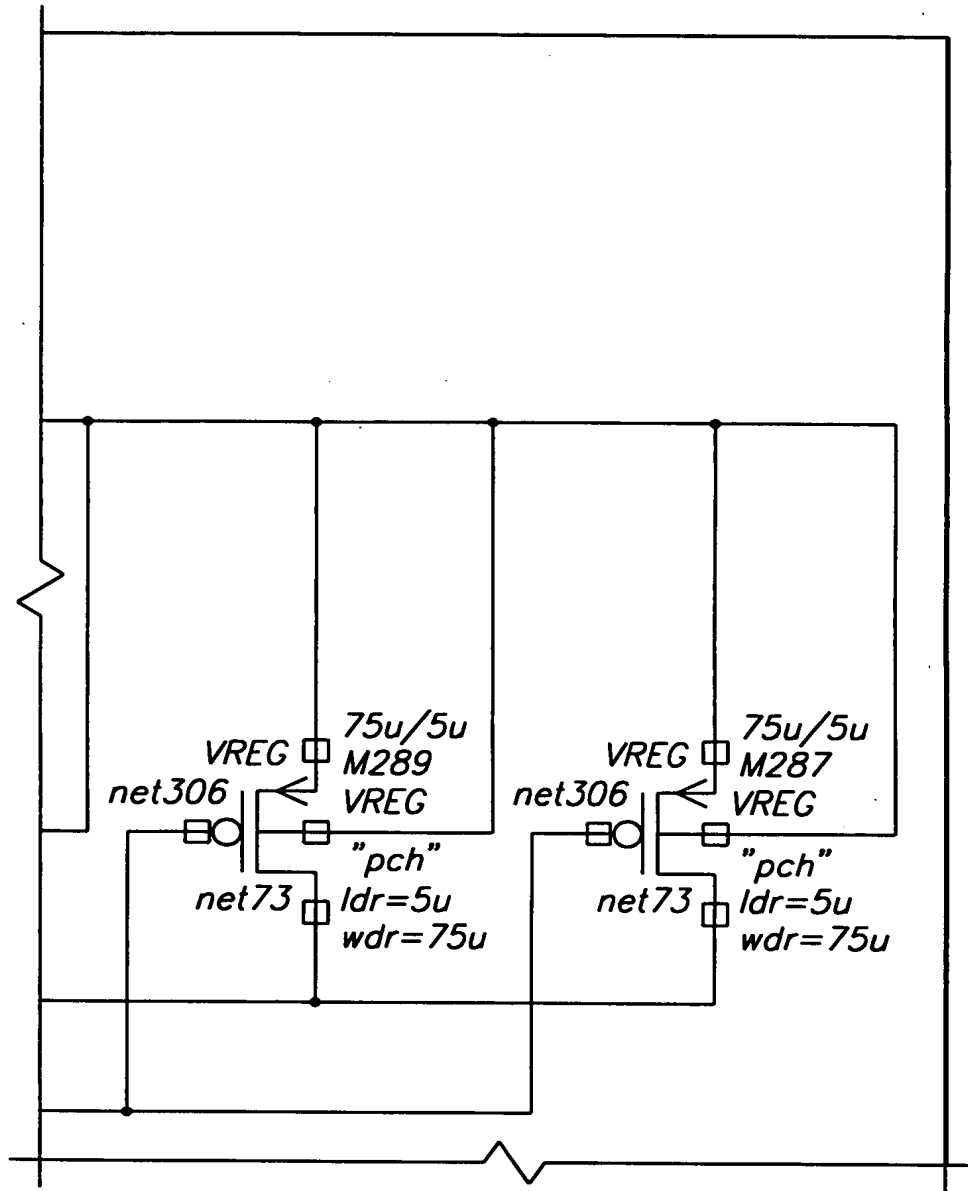 75u/5u
VREG
M289
net306
VREG
"pch"
net73
ldr=5u
wdr=75u
75u/5u
VREG
M287
net306
VREG
"pch"
net73
ldr=5u
wdr=75u